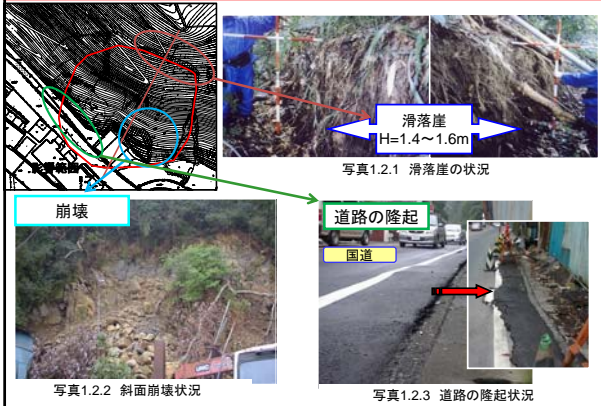 滑落崖
H=1.4～1.6m
写真1.2.1 滑落崖の状況
崩壊
道路の隆起
国道
写真1.2.2 斜面崩壊状況
写真1.2.3 道路の隆起状況